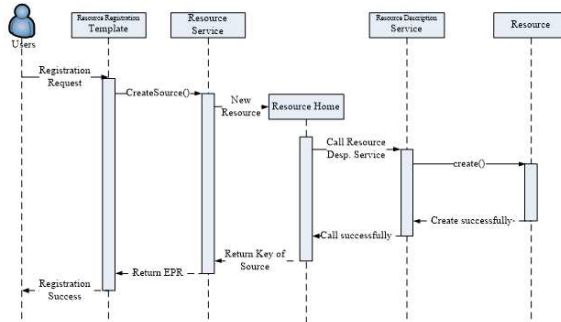 Users
Resource Registration
Template
Resource
Service
Resource Description
Service
Resource
Registration
Request
CreateSource()
New
Resource
Resource Home
Call Resource
Desp. Service
create()
Create successfully
Call successfully
Return Key of
Source
Return EPR
Registration
Success